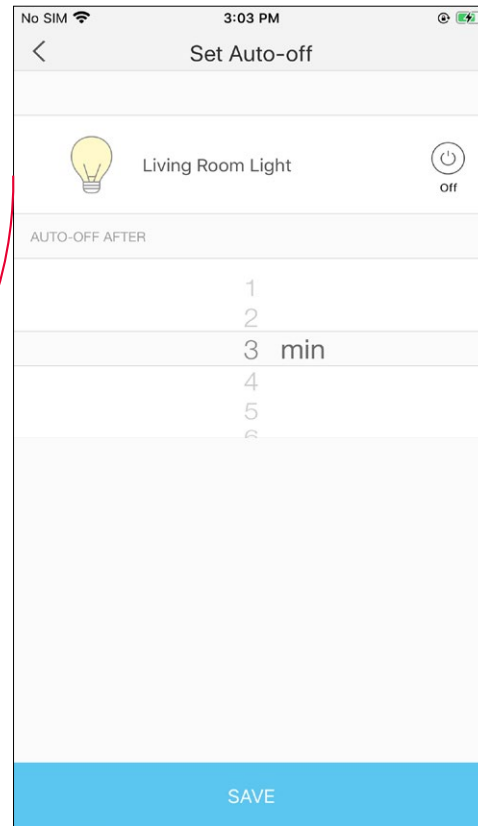 No SIM 3:03 PM
Set Auto-off
Living Room Light
Off
AUTO-OFF AFTER
1
2
3 min
4
5
6
SAVE